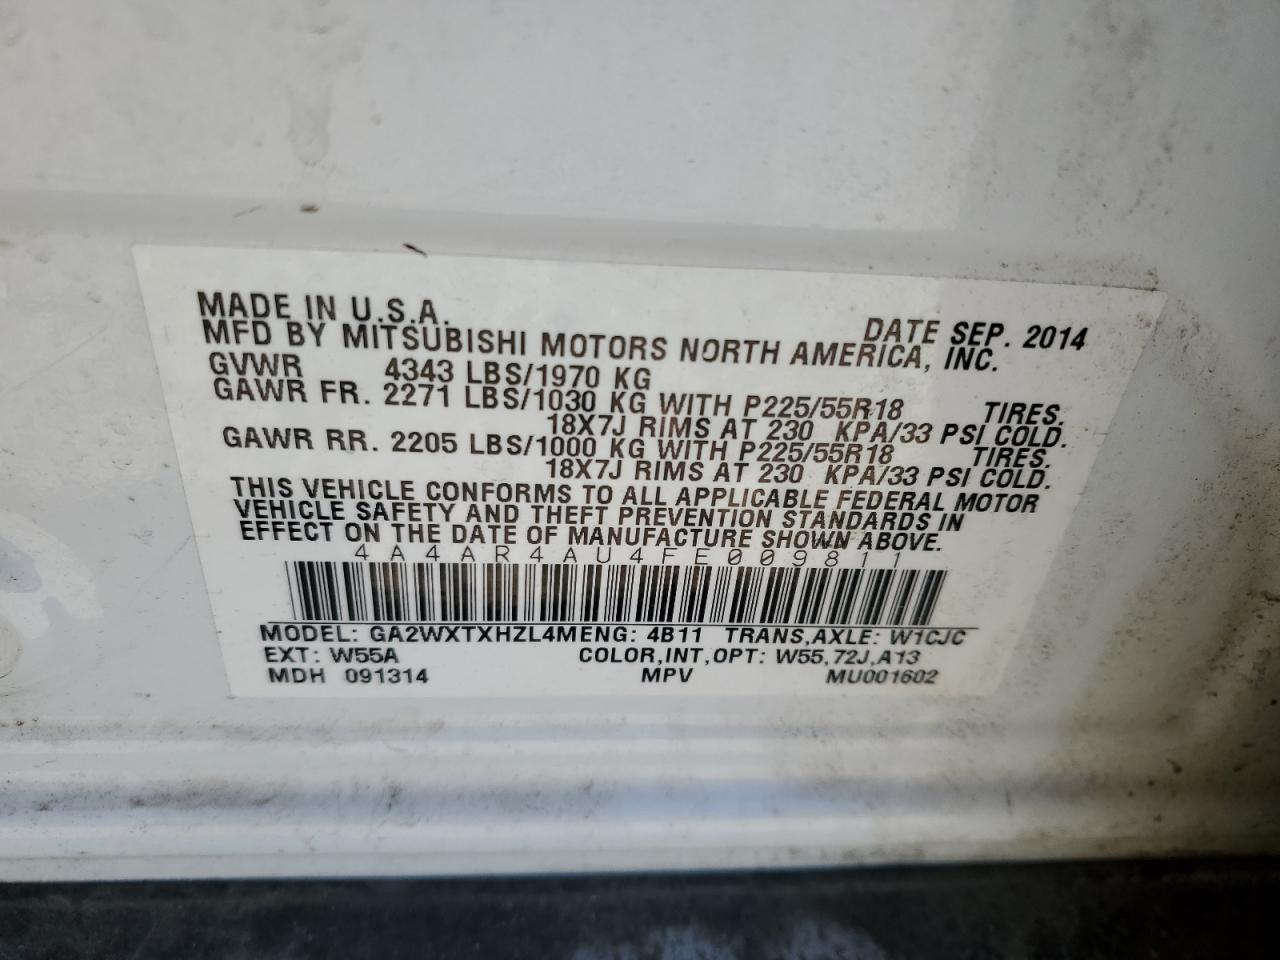 MADE IN U.S.A. DATE SEP. 2014
MFD BY MITSUBISHI MOTORS NORTH AMERICA, INC.
GVWR 4343 LBS/1970 KG
GAWR FR. 2271 LBS/1030 KG WITH P225/55R18 TIRES.
18X7J RIMS AT 230 KPA/33 PSI COLD.
GAWR RR. 2205 LBS/1000 KG WITH P225/55R18 TIRES.
18X7J RIMS AT 230 KPA/33 PSI COLD.
THIS VEHICLE CONFORMS TO ALL APPLICABLE FEDERAL MOTOR
VEHICLE SAFETY AND THEFT PREVENTION STANDARDS IN
EFFECT ON THE DATE OF MANUFACTURE SHOWN ABOVE.
4A4AR4AU4FE009811
MODEL: GA2WXTXHZL4MENG: 4B11 TRANS,AXLE: W1CJC
EXT: W55A COLOR,INT,OPT: W55,72J,A13
MDH 091314 MPV MU001602